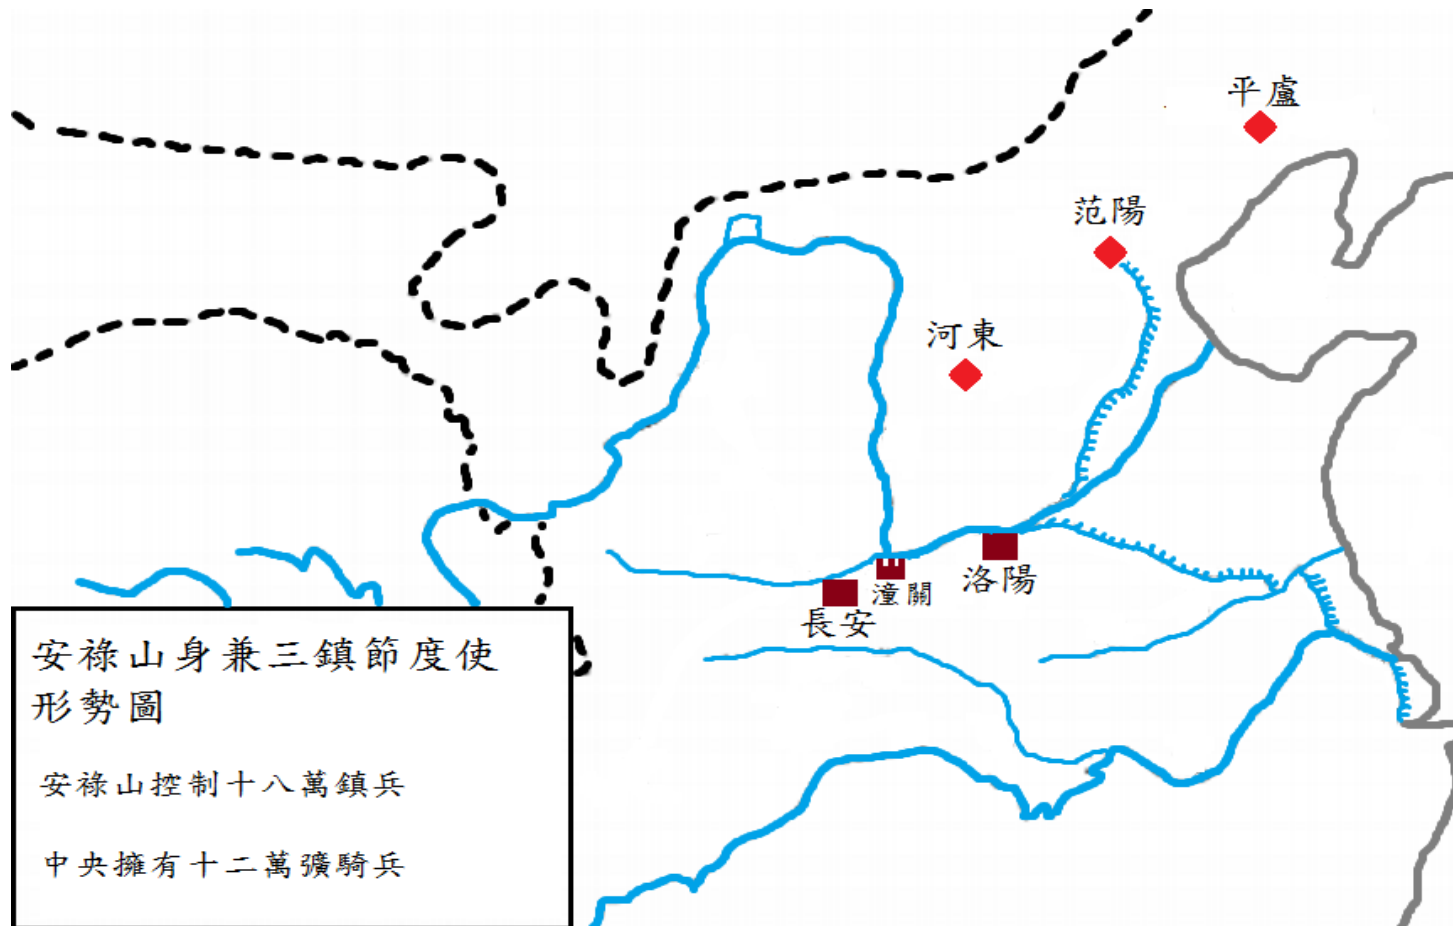 平盧
范陽
河東
洛陽
潼關
長安
安祿山身兼三鎮節度使
形勢圖
安祿山控制十八萬鎮兵
中央擁有十二萬彍騎兵